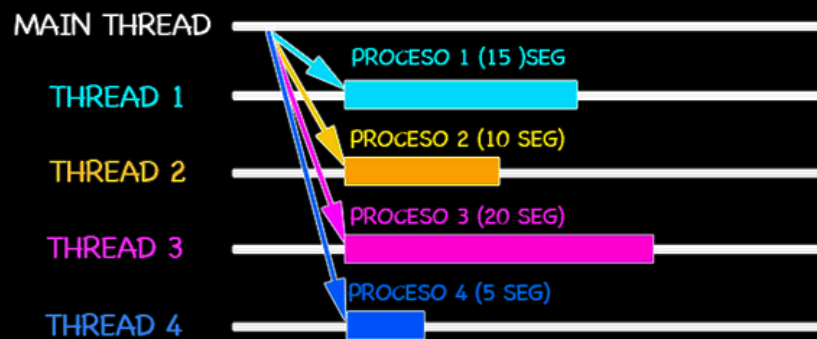 MAIN THREAD
PROCESO 1 (15 )SEG
THREAD 1
PROCESO 2 (10 SEG)
THREAD 2
PROCESO 3 (20 SEG)
THREAD 3
PROCESO 4 (5 SEG)
THREAD 4